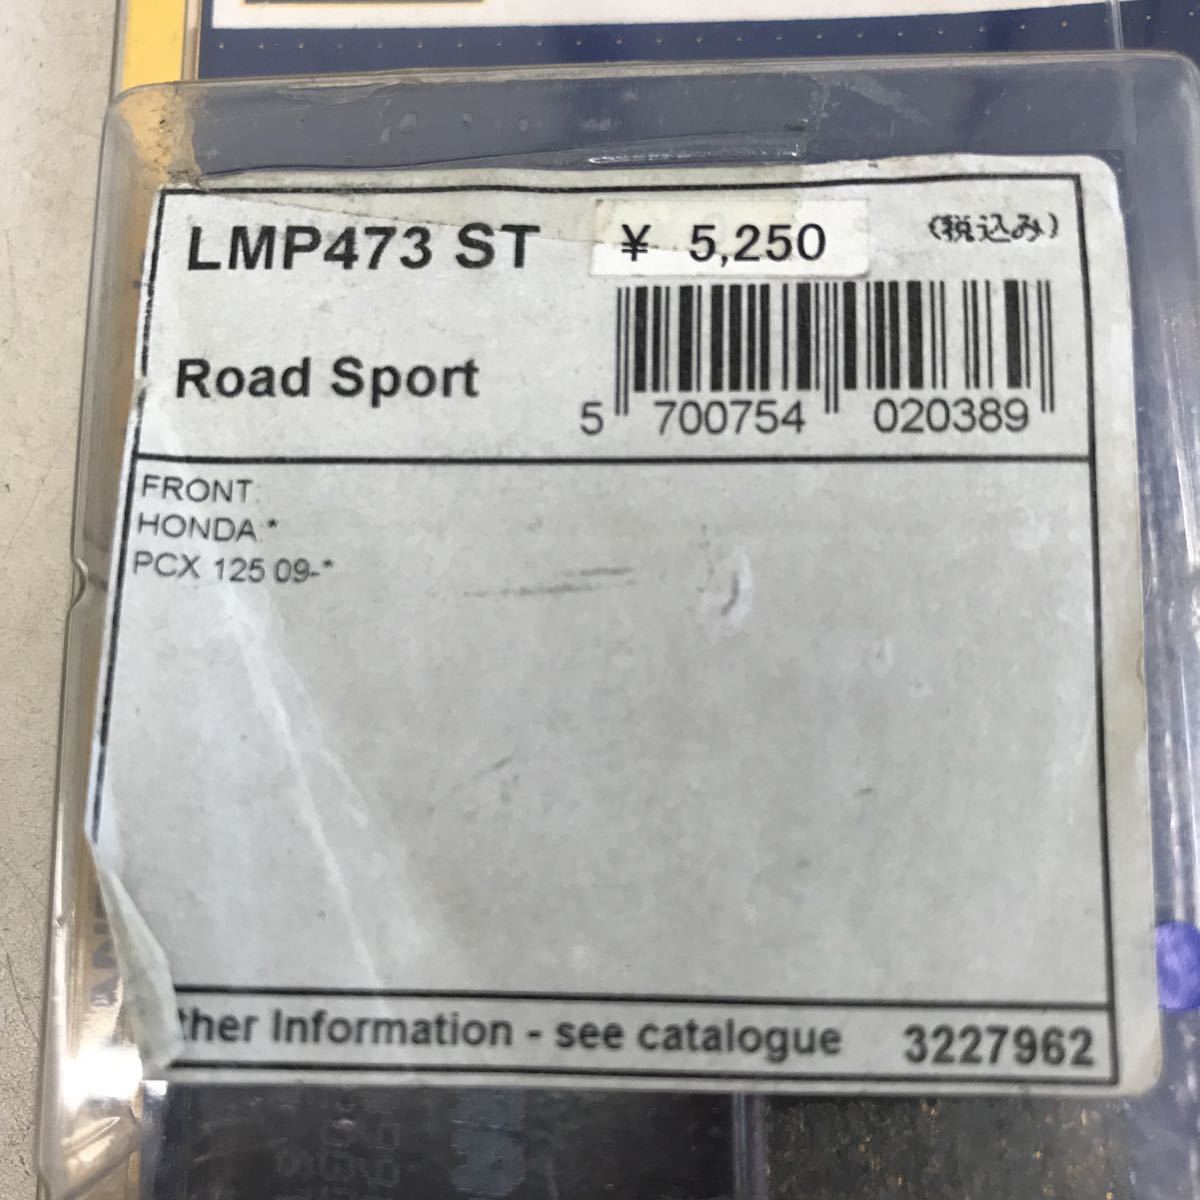 LMP473 ST ¥ 5,250 (税込み)
Road Sport
5 700754 020389
FRONT:
HONDA:*
PCX 125 09-*
ther Information - see catalogue 3227962